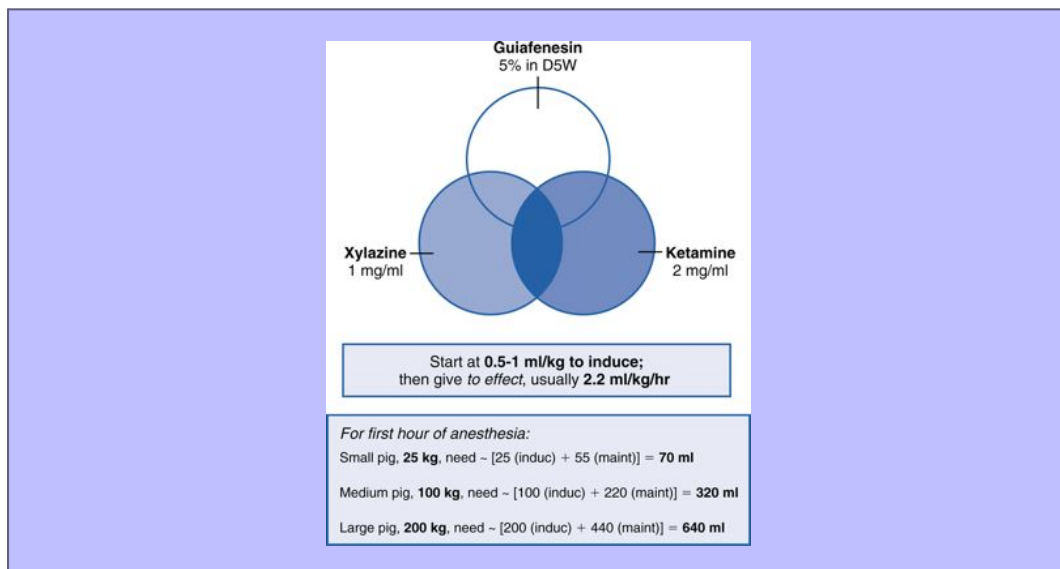 Guiafenesin
5% in D5W
Xylazine
1 mg/ml
Ketamine
2 mg/ml
Start at 0.5-1 ml/kg to induce;
then give to effect, usually 2.2 ml/kg/hr
For first hour of anesthesia:
Small pig, 25 kg, need ~ [25 (induc) + 55 (maint)] = 70 ml
Medium pig, 100 kg, need ~ [100 (induc) + 220 (maint)] = 320 ml
Large pig, 200 kg, need ~ [200 (induc) + 440 (maint)] = 640 ml